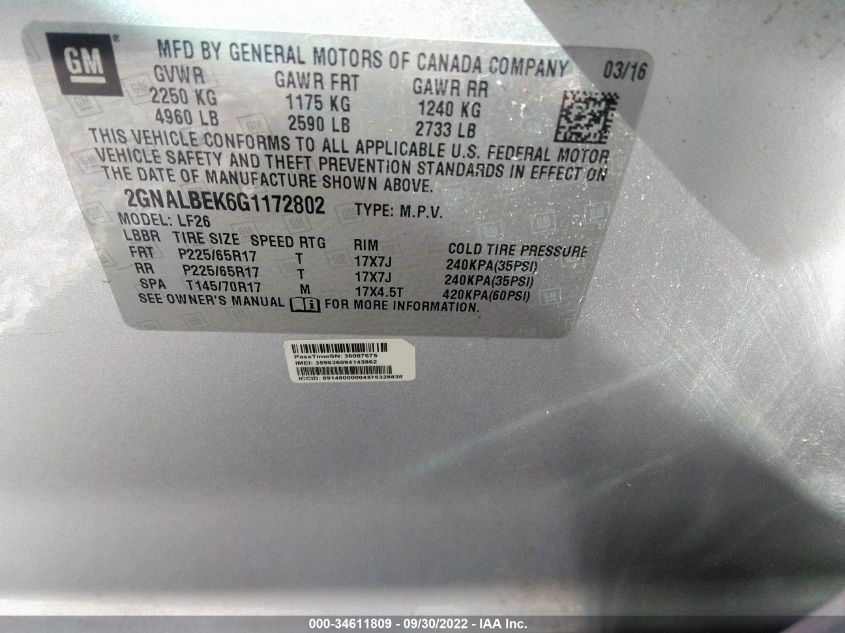 GM
MFD BY GENERAL MOTORS OF CANADA COMPANY 03/16
GVWR GAWR FRT GAWR RR
2250 KG 1175 KG 1240 KG
4960 LB 2590 LB 2733 LB
THIS VEHICLE CONFORMS TO ALL APPLICABLE U.S. FEDERAL MOTOR
VEHICLE SAFETY AND THEFT PREVENTION STANDARDS IN EFFECT ON
THE DATE OF MANUFACTURE SHOWN ABOVE.
2GNALBEK6G1172802 TYPE: M.P.V.
MODEL: LF26
LBBR TIRE SIZE SPEED RTG RIM COLD TIRE PRESSURE
FRT P225/65R17 T 17X7J 240KPA(35PSI)
RR P225/65R17 T 17X7J 240KPA(35PSI)
SPA T145/70R17 M 17X4.5T 420KPA(60PSI)
SEE OWNER'S MANUAL FOR MORE INFORMATION.
PassTimeSN: 36087675
IMEI: 359636094143862
ICCID: 89148000004576328838
000-34611809 - 09/30/2022 - IAA Inc.